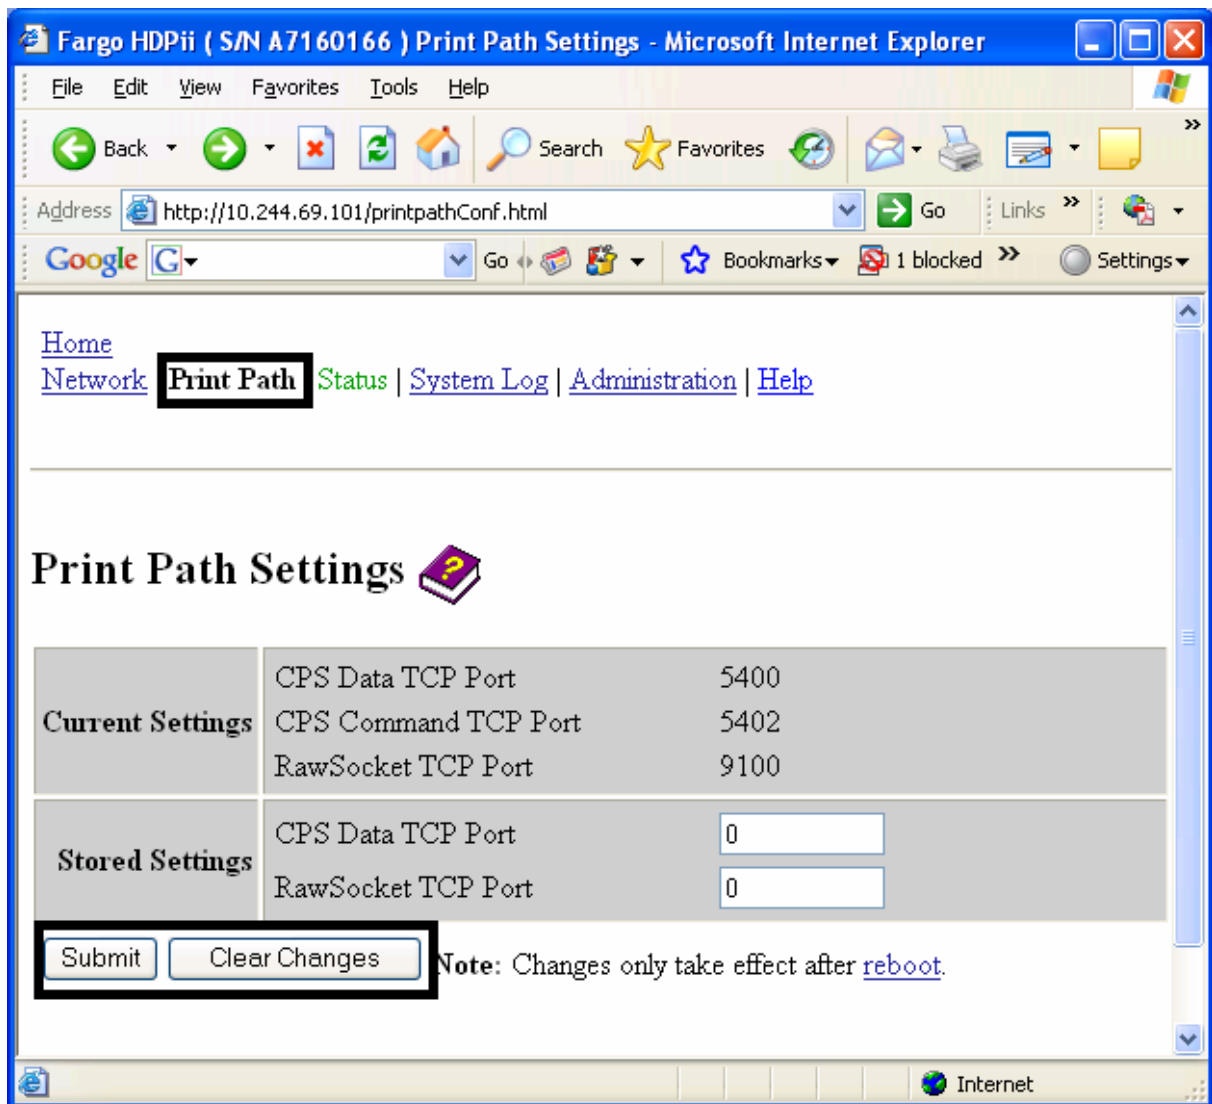 Fargo HDPii ( S/N A7160166 ) Print Path Settings - Microsoft Internet Explorer
File Edit View Favorites Tools Help
Back Search Favorites »
Address http://10.244.69.101/printpathConf.html Go Links »
Google G Go Bookmarks 1 blocked » Settings
Home
Network Print Path Status | System Log | Administration | Help
Print Path Settings ?
Current Settings
CPS Data TCP Port 5400
CPS Command TCP Port 5402
RawSocket TCP Port 9100
Stored Settings
CPS Data TCP Port 0
RawSocket TCP Port 0
Submit Clear Changes Note: Changes only take effect after reboot.
Internet